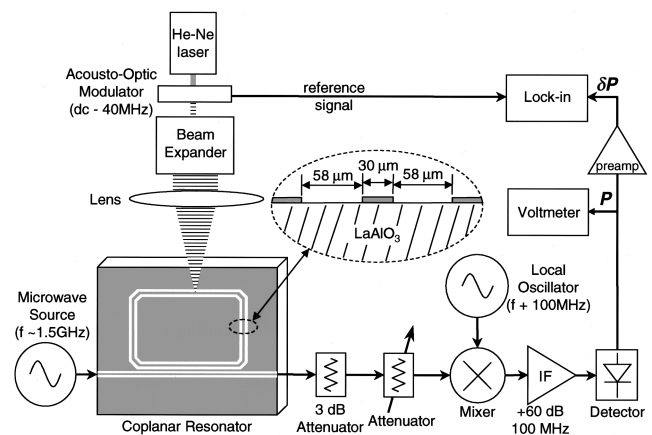 He-Ne
laser
Acousto-Optic
Modulator
(dc - 40MHz)
reference
signal
Lock-in
δP
Beam
Expander
preamp
30 µm
58 µm
58 µm
Lens
Voltmeter
P
LaAlO3
Microwave
Source
(f ~1.5GHz)
Local
Oscillator
(f + 100MHz)
IF
3 dB
Attenuator
Attenuator
Mixer
+60 dB
100 MHz
Detector
Coplanar Resonator